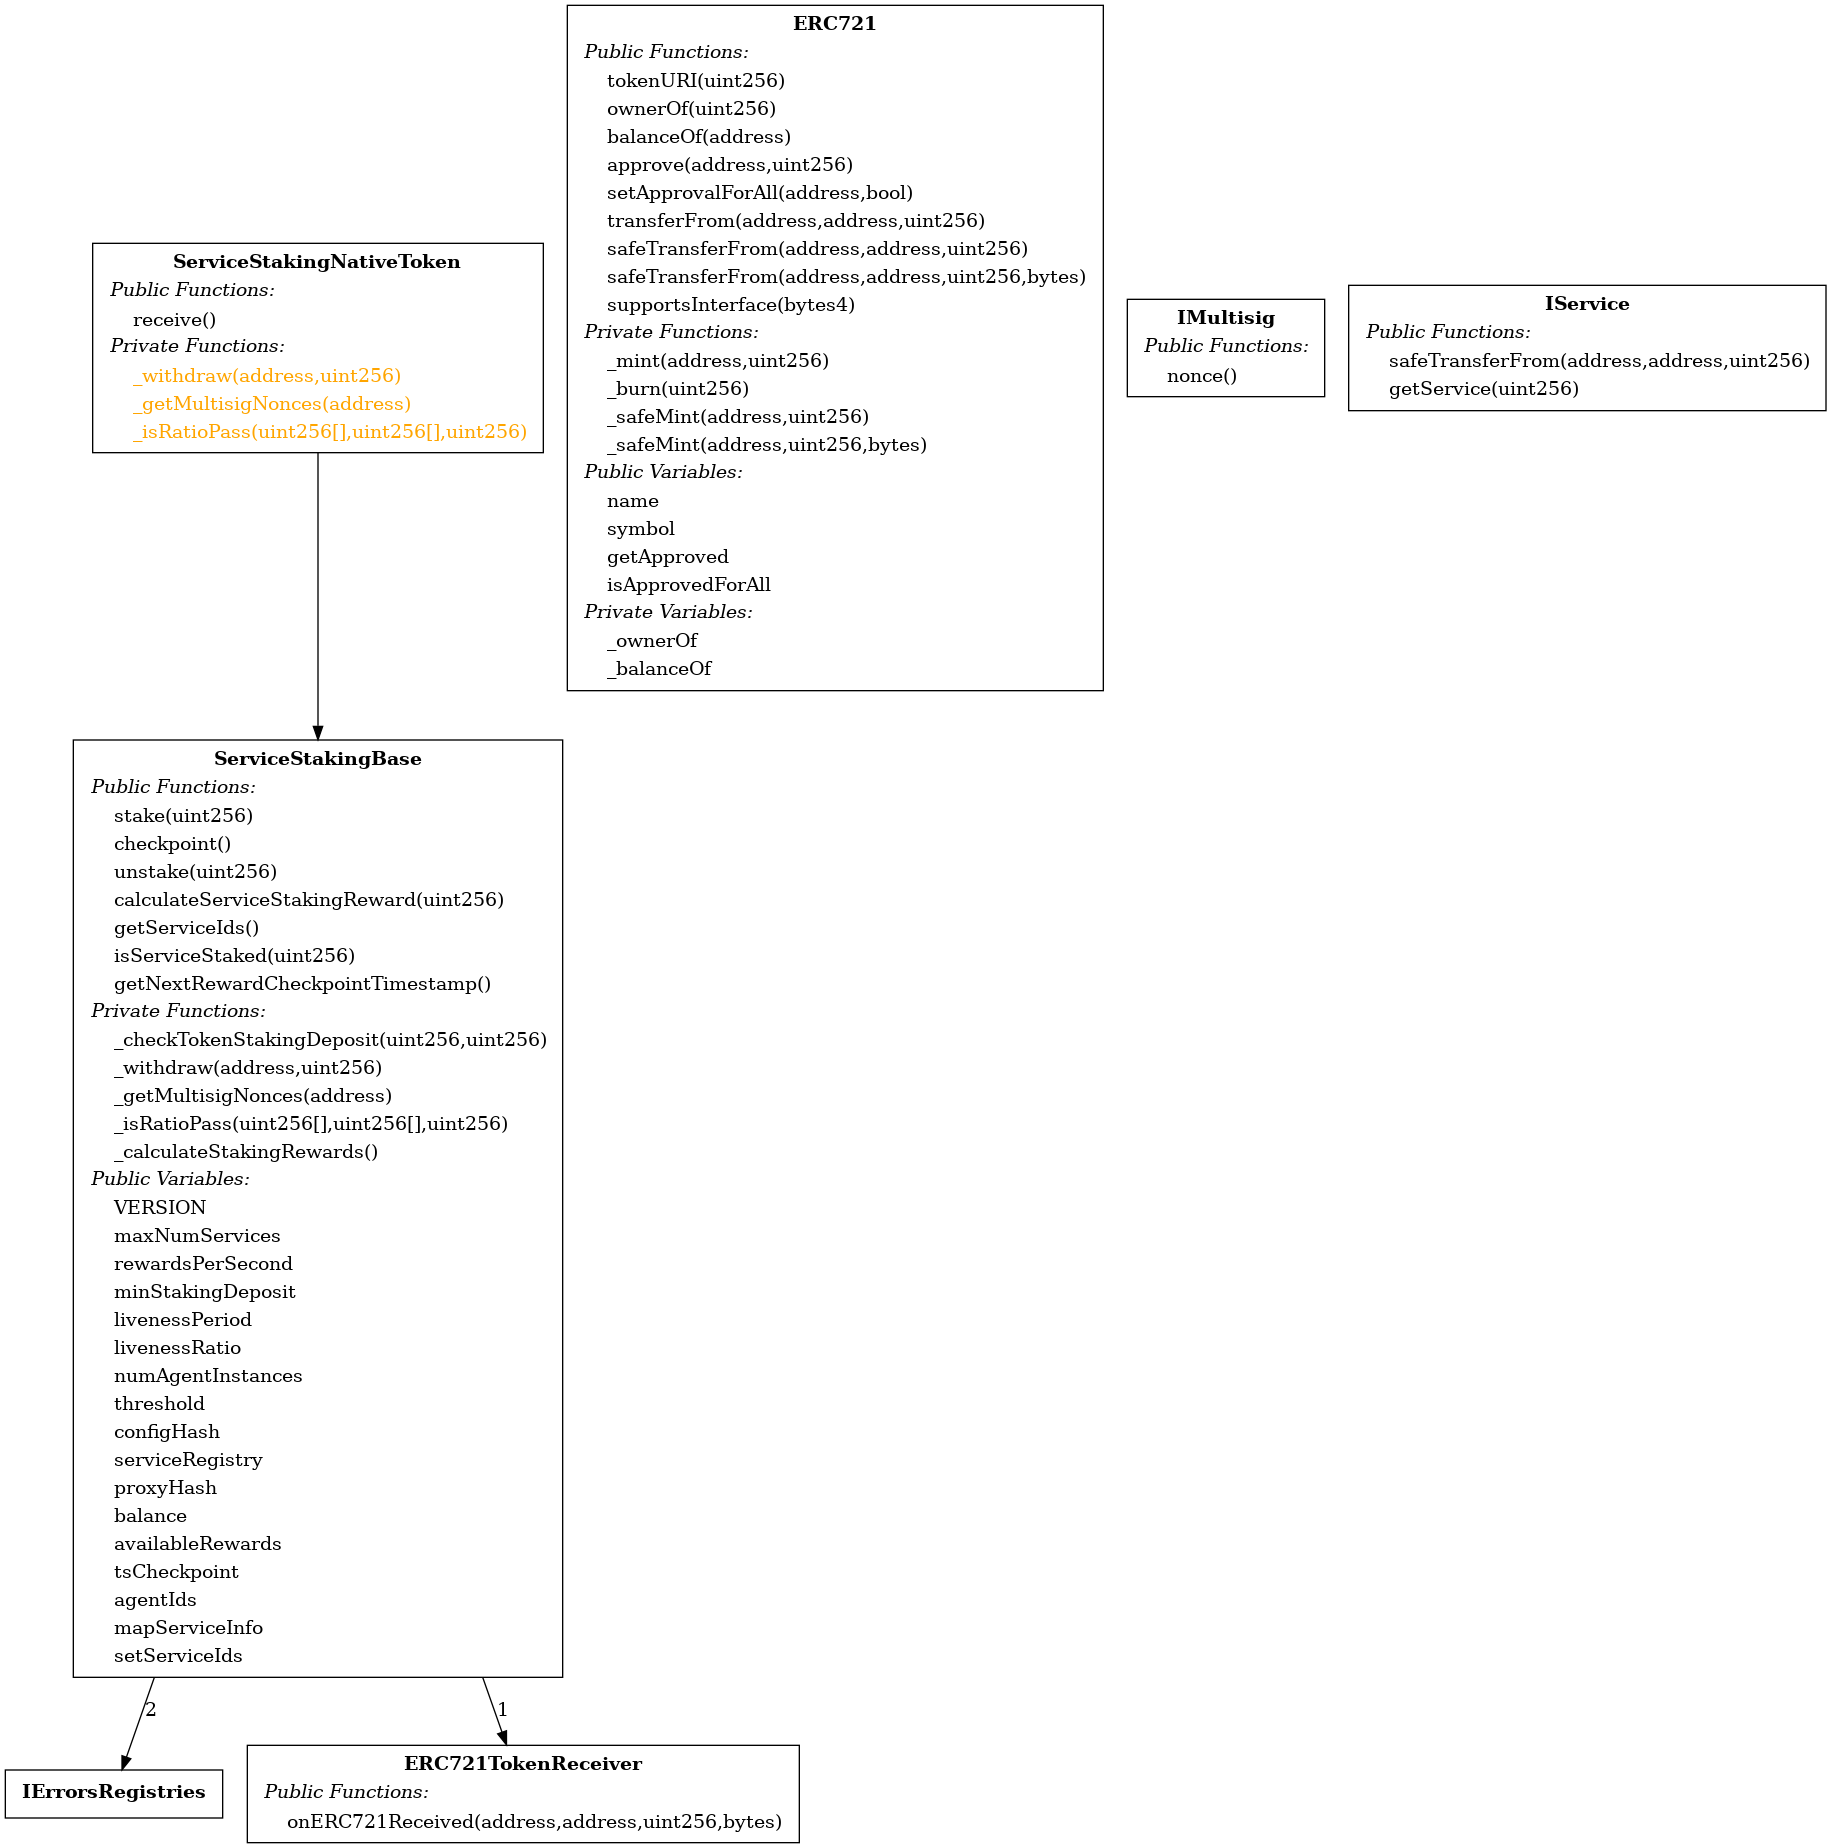 ERC721
Public Functions:
tokenURI(uint256)
ownerOf(uint256)
balanceOf(address)
approve(address,uint256)
setApprovalForAll(address,bool)
transferFrom(address,address,uint256)
safeTransferFrom(address,address,uint256)
safeTransferFrom(address,address,uint256,bytes)
supportsInterface(bytes4)
Private Functions:
_mint(address,uint256)
_burn(uint256)
_safeMint(address,uint256)
_safeMint(address,uint256,bytes)
Public Variables:
name
symbol
getApproved
isApprovedForAll
Private Variables:
_ownerOf
_balanceOf
ServiceStakingNativeToken
Public Functions:
receive()
Private Functions:
_withdraw(address,uint256)
_getMultisigNonces(address)
_isRatioPass(uint256[],uint256[],uint256)
IMultisig
Public Functions:
nonce()
IService
Public Functions:
safeTransferFrom(address,address,uint256)
getService(uint256)
ServiceStakingBase
Public Functions:
stake(uint256)
checkpoint()
unstake(uint256)
calculateServiceStakingReward(uint256)
getServiceIds()
isServiceStaked(uint256)
getNextRewardCheckpointTimestamp()
Private Functions:
_checkTokenStakingDeposit(uint256,uint256)
_withdraw(address,uint256)
_getMultisigNonces(address)
_isRatioPass(uint256[],uint256[],uint256)
_calculateStakingRewards()
Public Variables:
VERSION
maxNumServices
rewardsPerSecond
minStakingDeposit
livenessPeriod
livenessRatio
numAgentInstances
threshold
configHash
serviceRegistry
proxyHash
balance
availableRewards
tsCheckpoint
agentIds
mapServiceInfo
setServiceIds
2
1
IErrorsRegistries
ERC721TokenReceiver
Public Functions:
onERC721Received(address,address,uint256,bytes)